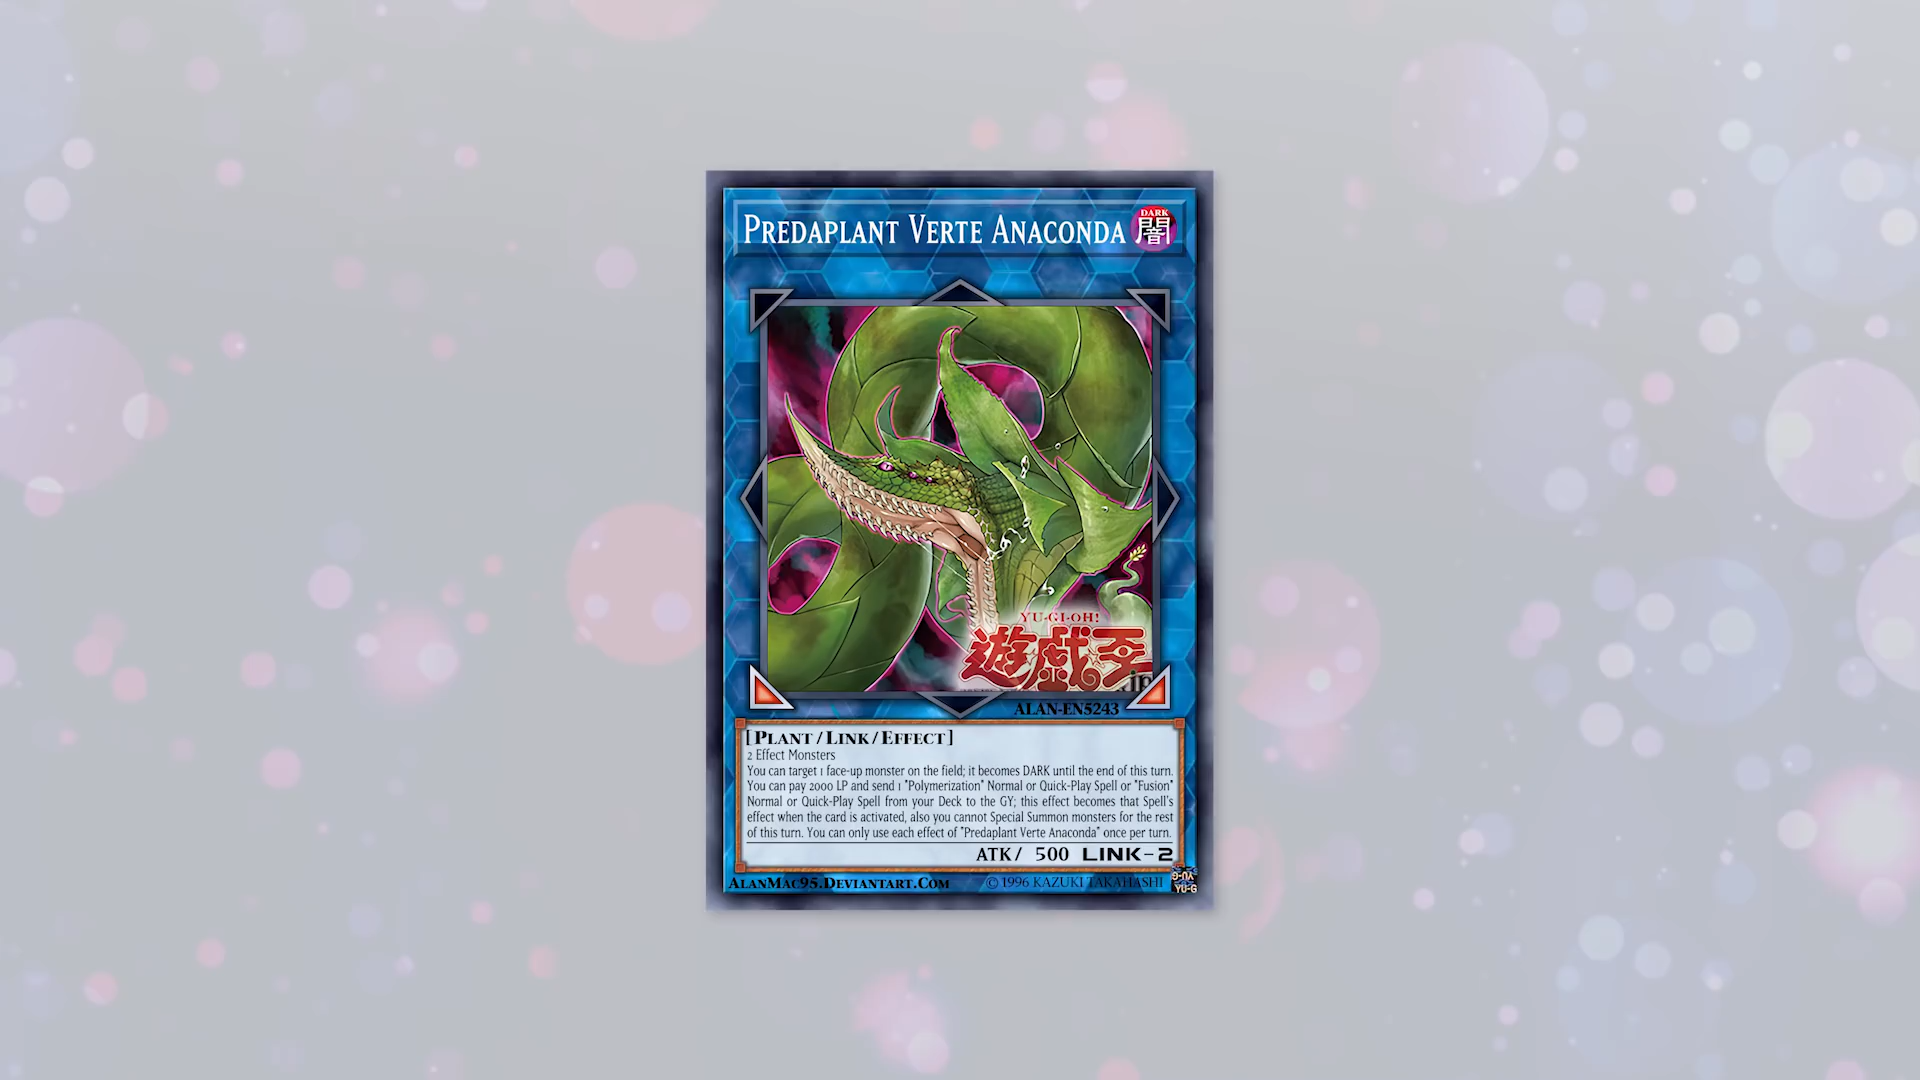 PREDAPLANT VERTE ANACONDA
DARK
闇
YU-GI-OH!
遊戯王
.jp
ALAN-EN5243
[PLANT/LINK/EFFECT]
2 Effect Monsters
You can target 1 face-up monster on the field; it becomes DARK until the end of this turn.
You can pay 2000 LP and send 1 "Polymerization" Normal or Quick-Play Spell or "Fusion"
Normal or Quick-Play Spell from your Deck to the GY; this effect becomes that Spell's
effect when the card is activated, also you cannot Special Summon monsters for the rest
of this turn. You can only use each effect of "Predaplant Verte Anaconda" once per turn.
ATK/ 500 LINK-2
ALANMAC95.DEVIANTART.COM
©1996 KAZUKI TAKAHASHI
YU-G
YU-G